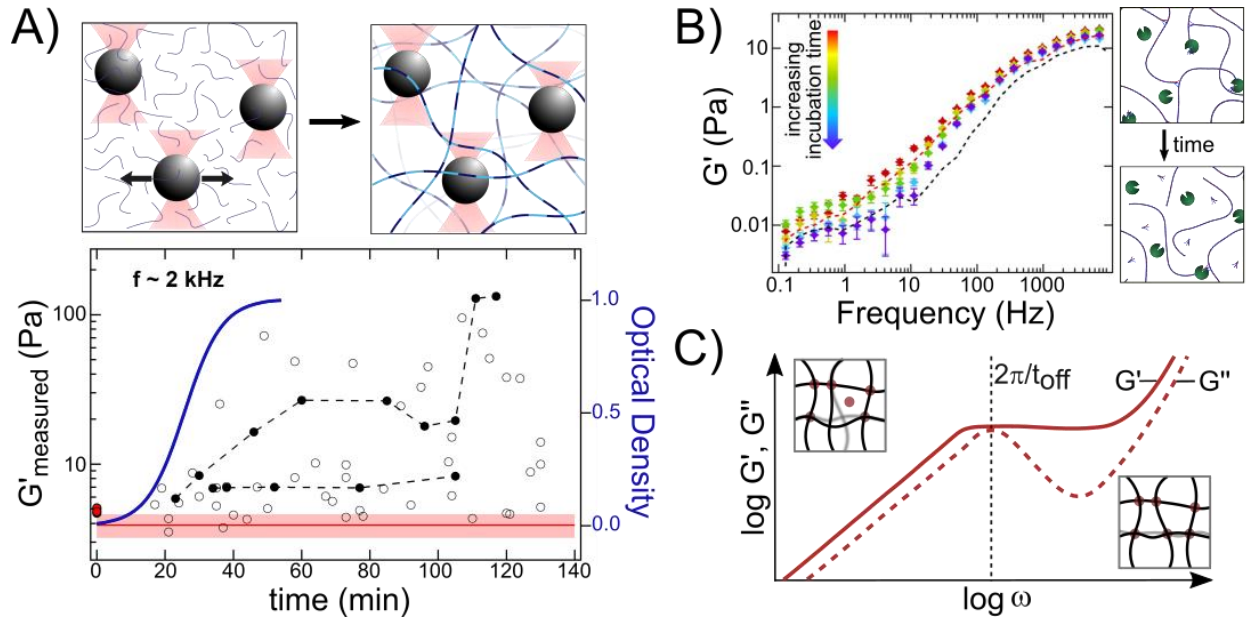 A)
f ~ 2 kHz
G'measured (Pa)
100
10
Optical Density
1.0
0.5
0.0
0 20 40 60 80 100 120 140
time (min)
B)
G' (Pa)
10
1
0.1
0.01
increasing
incubation time
0.1 1 10 100 1000
Frequency (Hz)
time
C)
log G', G"
2π/toff
G' G"
log ω